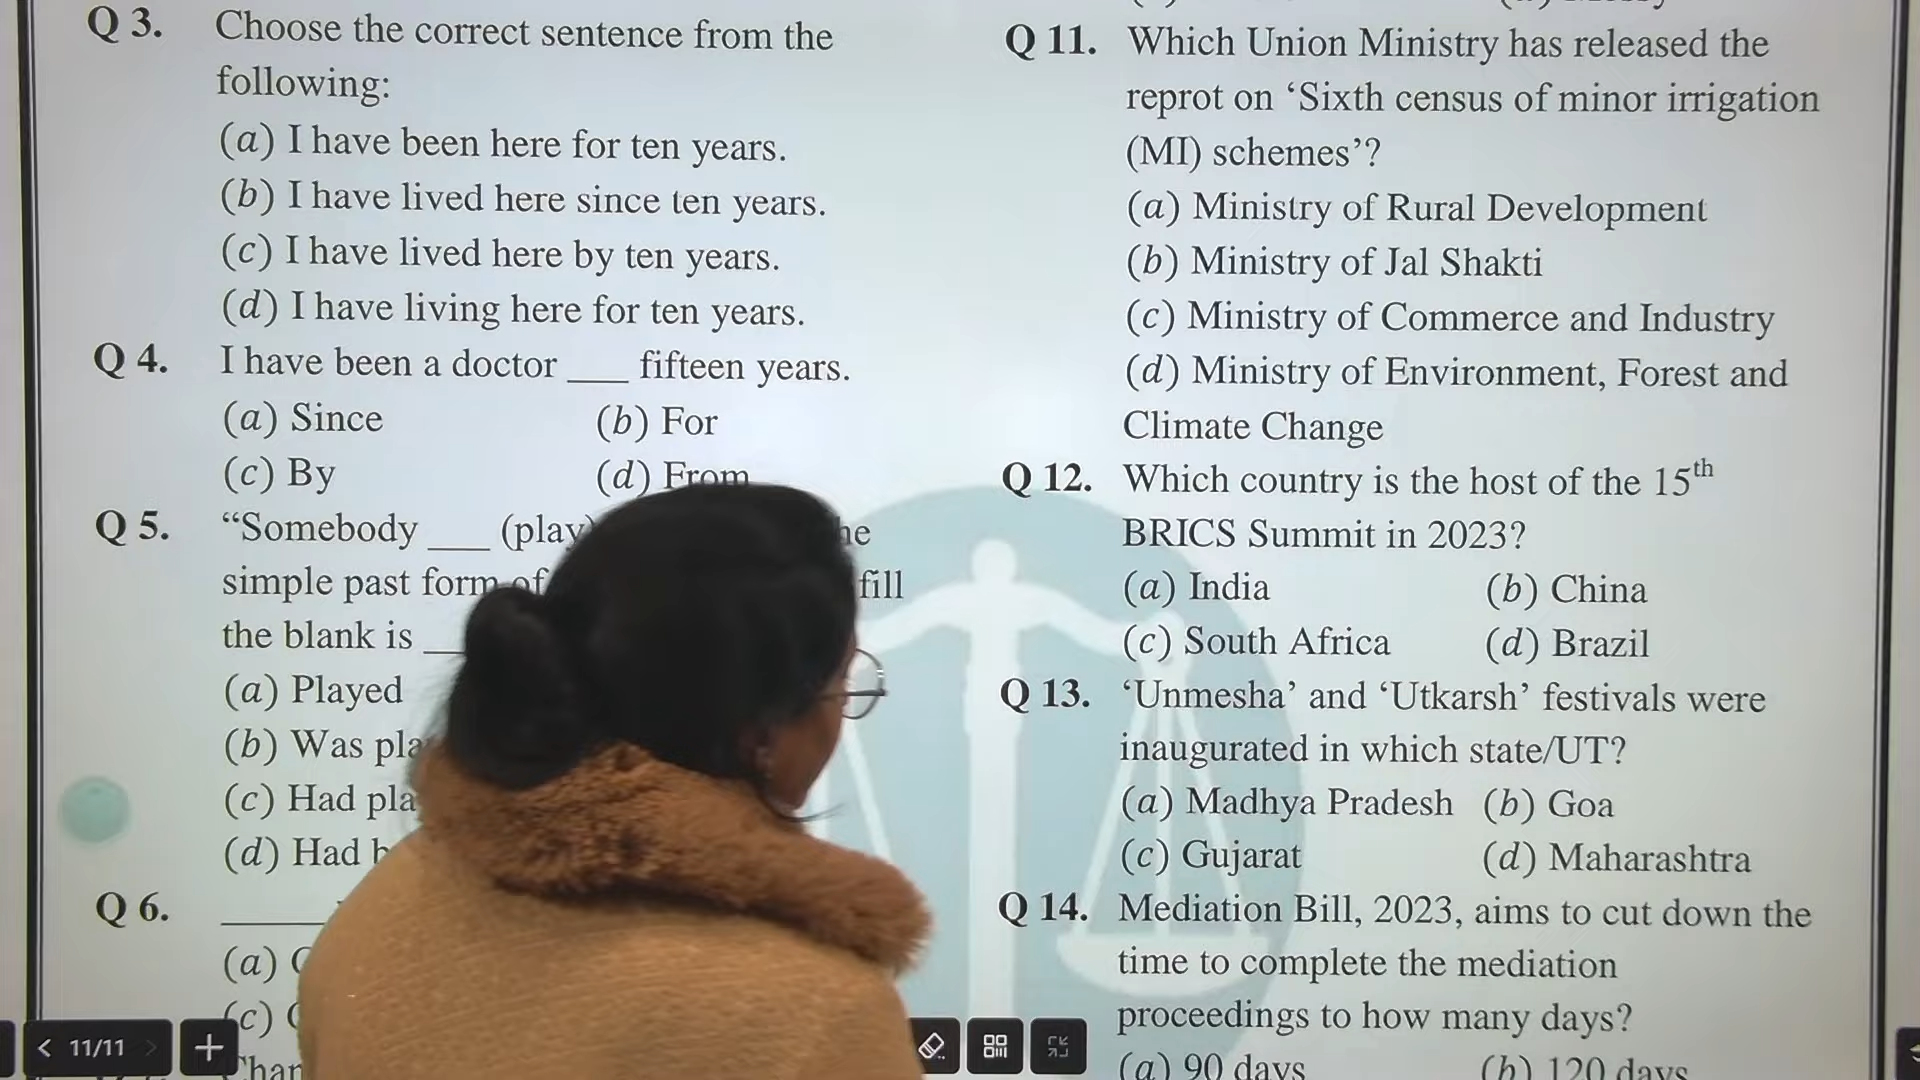 Q 3. Choose the correct sentence from the
following:
(a) I have been here for ten years.
(b) I have lived here since ten years.
(c) I have lived here by ten years.
(d) I have living here for ten years.
Q 4. I have been a doctor ___ fifteen years.
(a) Since (b) For
(c) By (d) From
Q 5. “Somebody ___ (play)
simple past form of fill
the blank is ___
(a) Played
(b) Was
(c) Had
(d) Had
Q 6. ___
(a)
(c)
Q 11. Which Union Ministry has released the
reprot on ‘Sixth census of minor irrigation
(MI) schemes’?
(a) Ministry of Rural Development
(b) Ministry of Jal Shakti
(c) Ministry of Commerce and Industry
(d) Ministry of Environment, Forest and
Climate Change
Q 12. Which country is the host of the 15th
BRICS Summit in 2023?
(a) India (b) China
(c) South Africa (d) Brazil
Q 13. ‘Unmesha’ and ‘Utkarsh’ festivals were
inaugurated in which state/UT?
(a) Madhya Pradesh (b) Goa
(c) Gujarat (d) Maharashtra
Q 14. Mediation Bill, 2023, aims to cut down the
time to complete the mediation
proceedings to how many days?
(a) 90 days (b) 120 days
< 11/11 > +